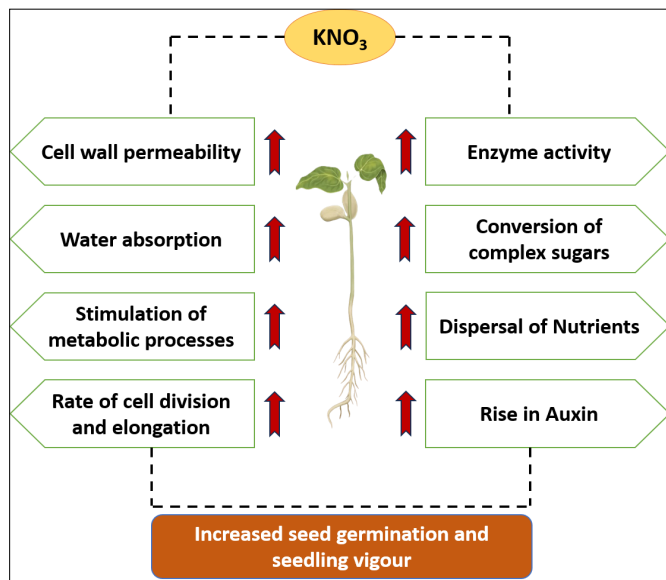 KNO₃
Cell wall permeability
Enzyme activity
Water absorption
Conversion of
complex sugars
Stimulation of
metabolic processes
Dispersal of Nutrients
Rate of cell division
and elongation
Rise in Auxin
Increased seed germination and
seedling vigour